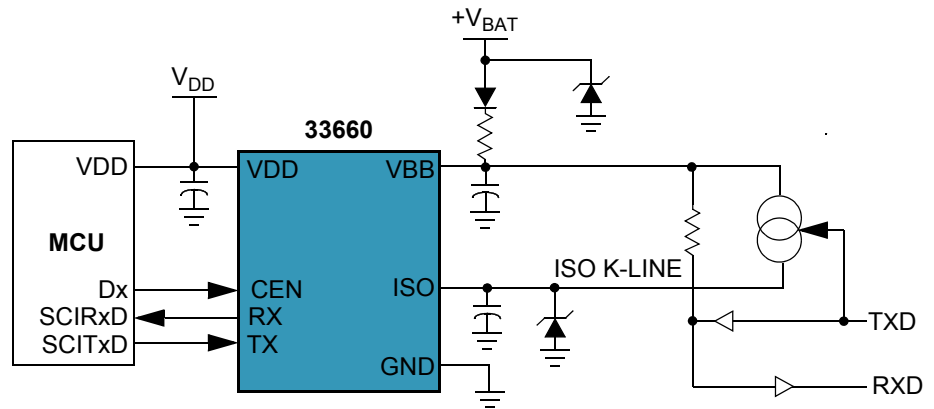 +VBAT
VDD
33660
VDD
VDD
VBB
MCU
ISO K-LINE
Dx
CEN
ISO
SCIRxD
RX
TXD
SCITxD
TX
GND
RXD